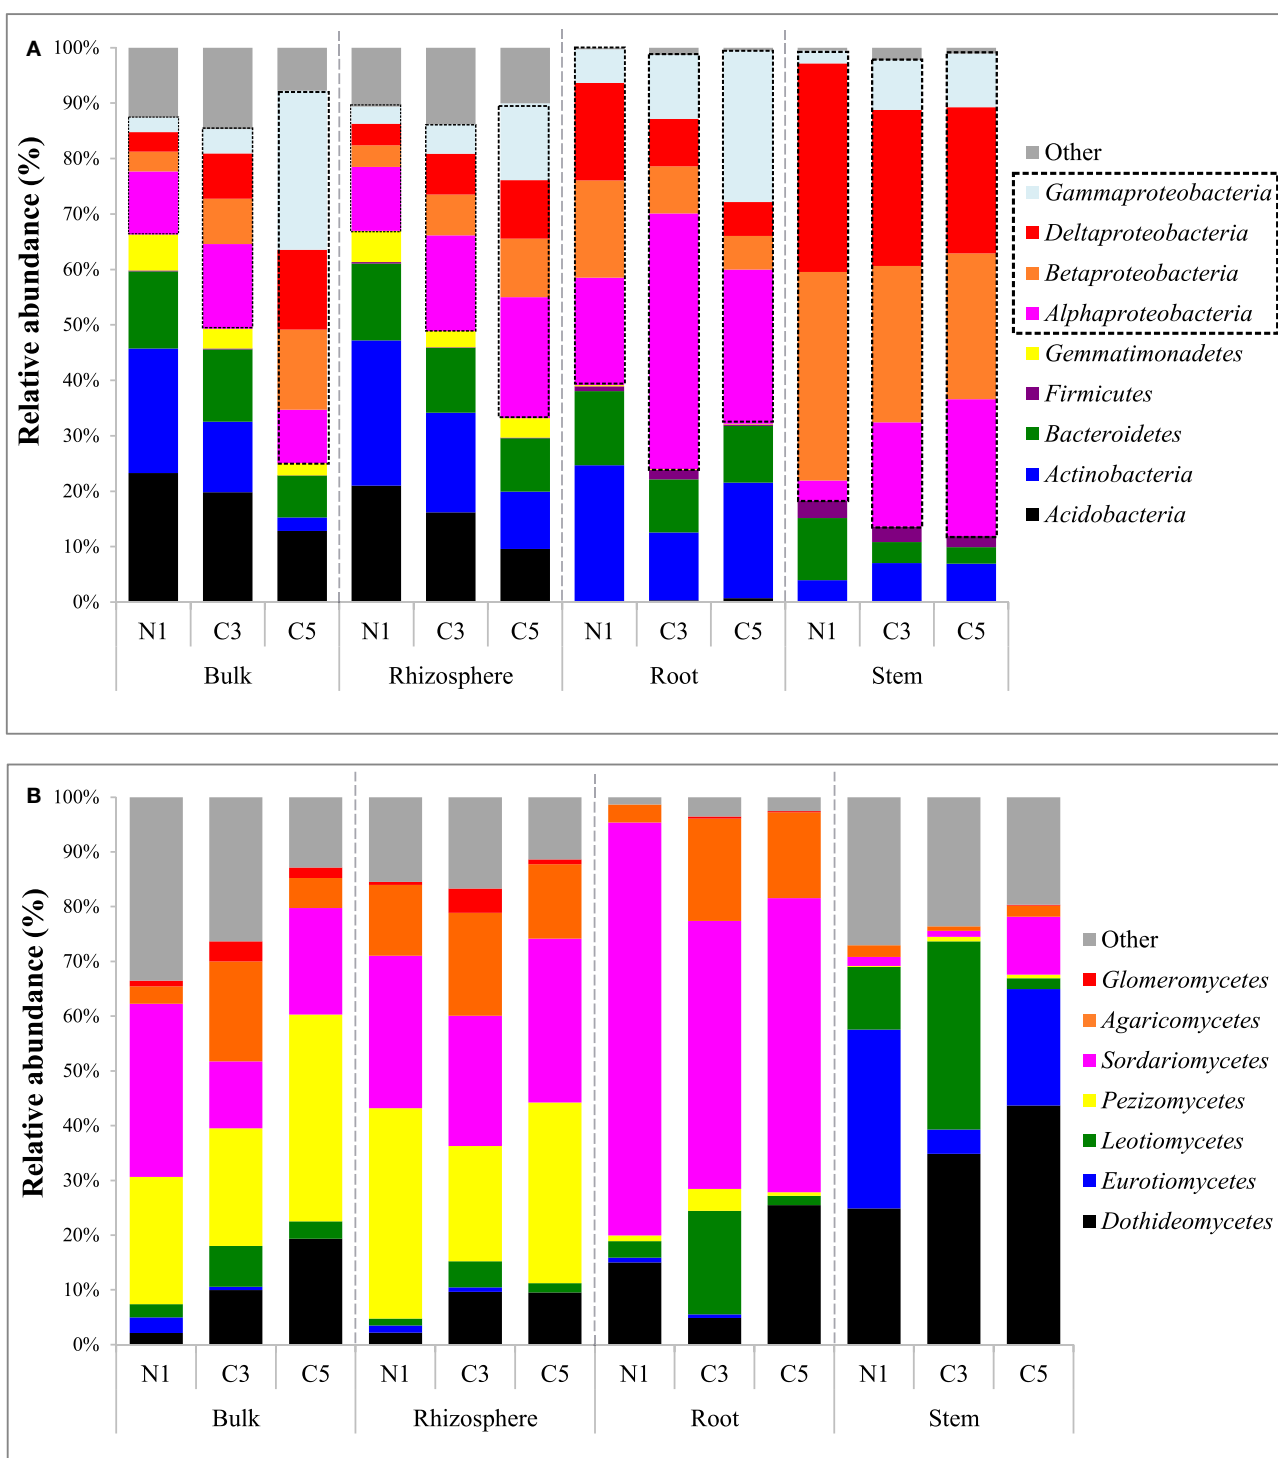 A
Relative abundance (%)
100%
90%
80%
70%
60%
50%
40%
30%
20%
10%
0%
N1 C3 C5 N1 C3 C5 N1 C3 C5 N1 C3 C5
Bulk Rhizosphere Root Stem
Other
Gammaproteobacteria
Deltaproteobacteria
Betaproteobacteria
Alphaproteobacteria
Gemmatimonadetes
Firmicutes
Bacteroidetes
Actinobacteria
Acidobacteria
B
Relative abundance (%)
100%
90%
80%
70%
60%
50%
40%
30%
20%
10%
0%
N1 C3 C5 N1 C3 C5 N1 C3 C5 N1 C3 C5
Bulk Rhizosphere Root Stem
Other
Glomeromycetes
Agaricomycetes
Sordariomycetes
Pezizomycetes
Leotiomycetes
Eurotiomycetes
Dothideomycetes